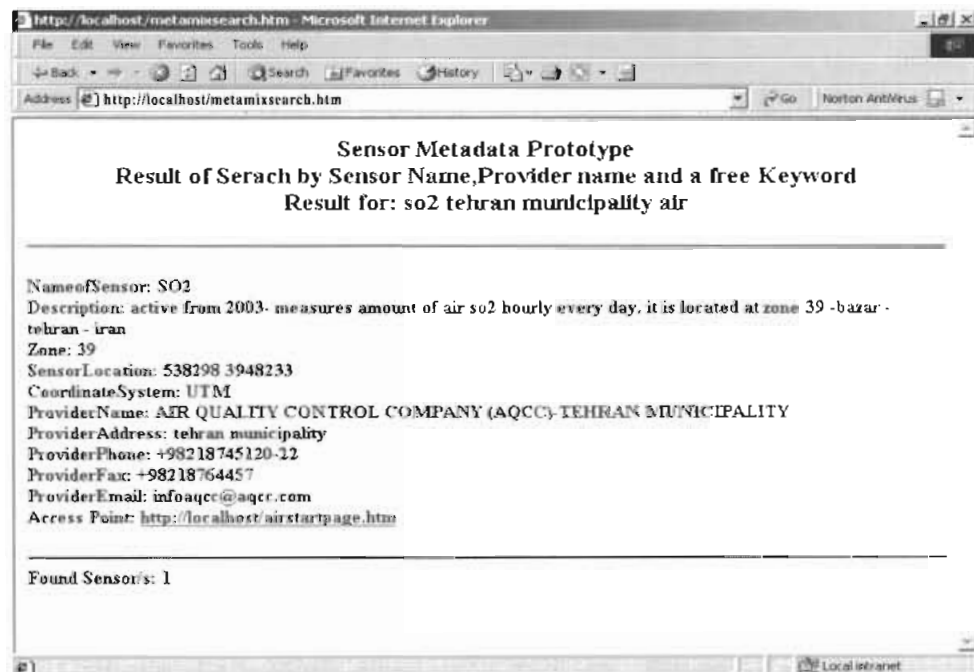 http://localhost/metamixsearch.htm - Microsoft Internet Explorer
File Edit View Favorites Tools Help
Back Search Favorites History
Address http://localhost/metamixsearch.htm Go Norton AntiVirus
Sensor Metadata Prototype
Result of Serach by Sensor Name,Provider name and a free Keyword
Result for: so2 tehran municipality air
NameofSensor: SO2
Description: active from 2003- measures amount of air so2 hourly every day, it is located at zone 39 -bazar -
tehran - iran
Zone: 39
SensorLocation: 538298 3948233
CoordinateSystem: UTM
ProviderName: AIR QUALITY CONTROL COMPANY (AQCC)-TEHRAN MUNICIPALITY
ProviderAddress: tehran municipality
ProviderPhone: +98218745120-22
ProviderFax: +98218764457
ProviderEmail: infoaqcc@aqcc.com
Access Point: http://localhost/airstartpage.htm
Found Sensor/s: 1
Local intranet